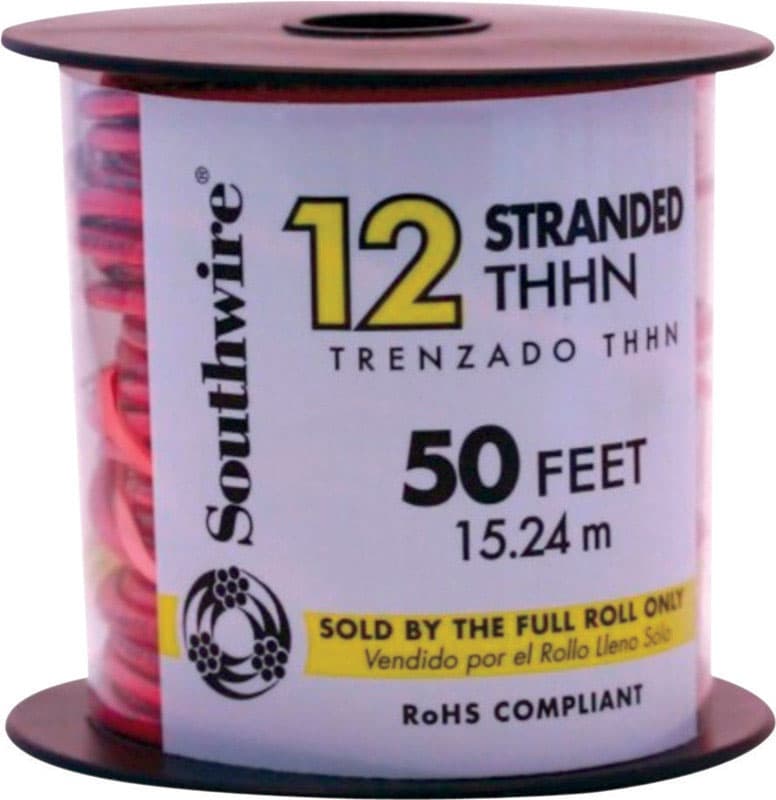 Southwire®
12 STRANDED
THHN
TRENZADO THHN
50 FEET
15.24 m
SOLD BY THE FULL ROLL ONLY
Vendido por el Rollo Lleno Sólo
RoHS COMPLIANT